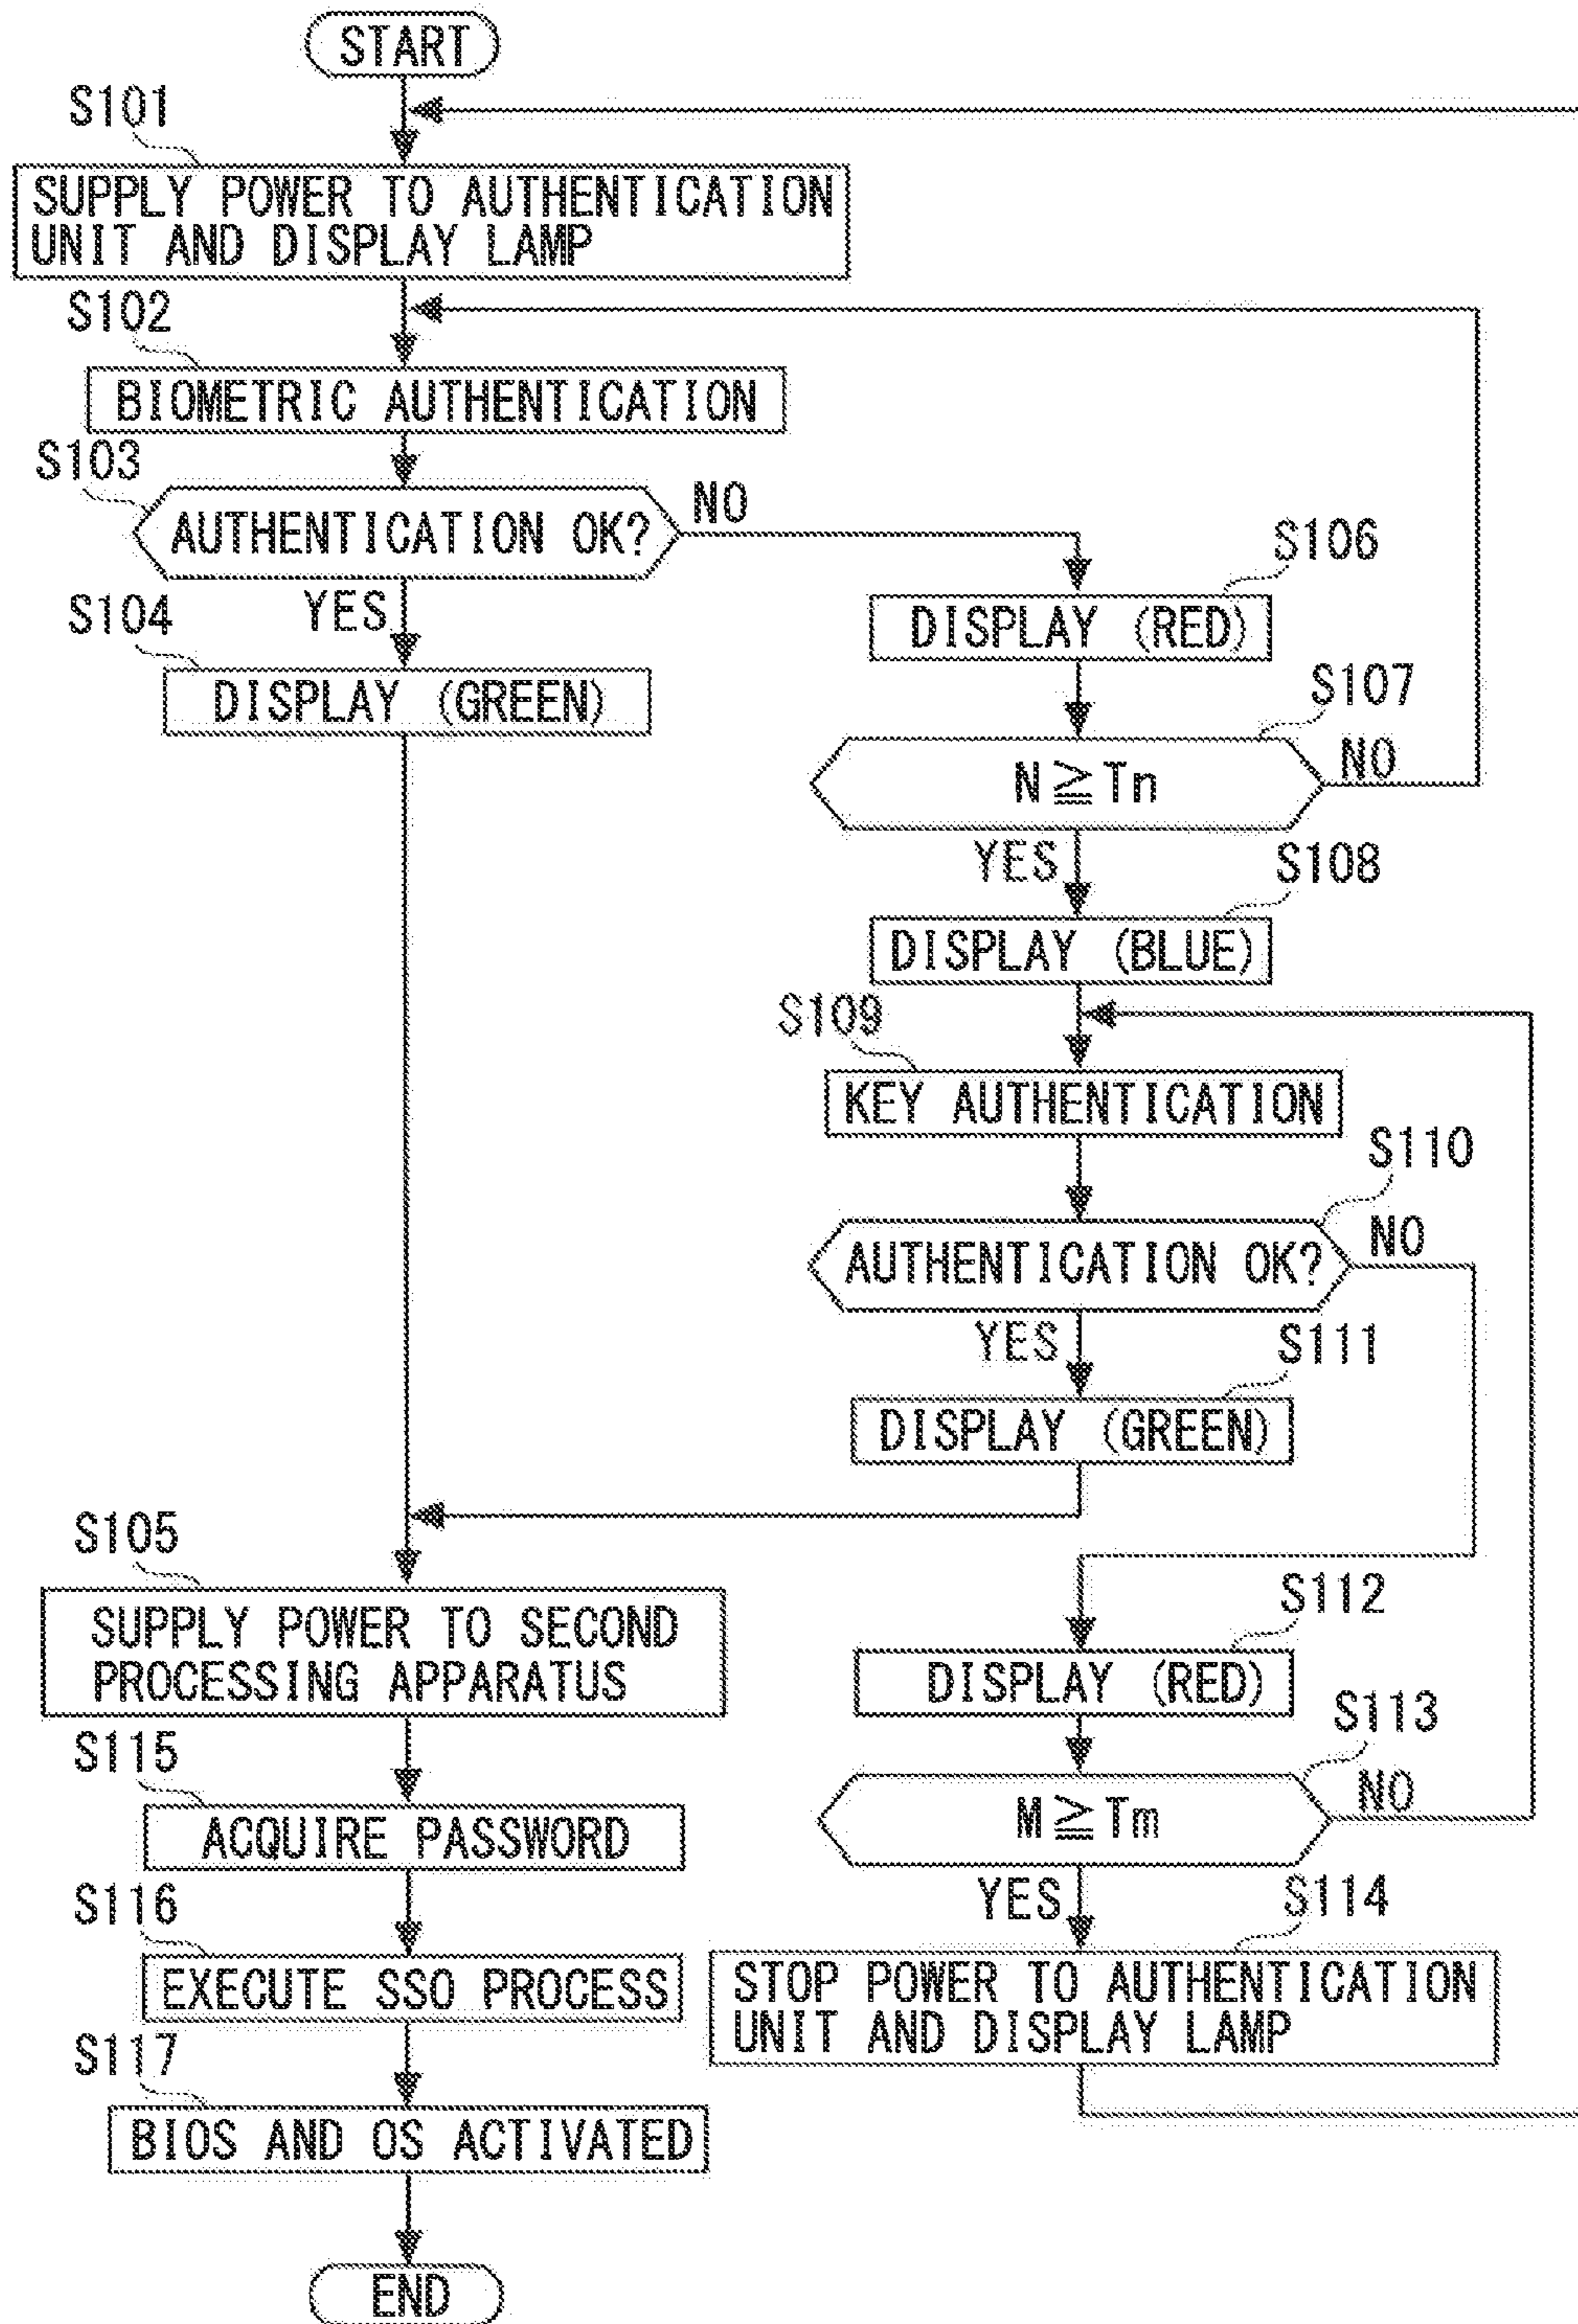 START
S101
SUPPLY POWER TO AUTHENTICATION
UNIT AND DISPLAY LAMP
S102
BIOMETRIC AUTHENTICATION
S103
AUTHENTICATION OK?
NO
YES
S104
DISPLAY (GREEN)
S106
DISPLAY (RED)
S107
N≧Tn
NO
YES
S108
DISPLAY (BLUE)
S109
KEY AUTHENTICATION
S110
AUTHENTICATION OK?
NO
YES
S111
DISPLAY (GREEN)
S105
SUPPLY POWER TO SECOND
PROCESSING APPARATUS
S112
DISPLAY (RED)
S113
M≧Tm
NO
YES
S114
STOP POWER TO AUTHENTICATION
UNIT AND DISPLAY LAMP
S115
ACQUIRE PASSWORD
S116
EXECUTE SSO PROCESS
S117
BIOS AND OS ACTIVATED
END